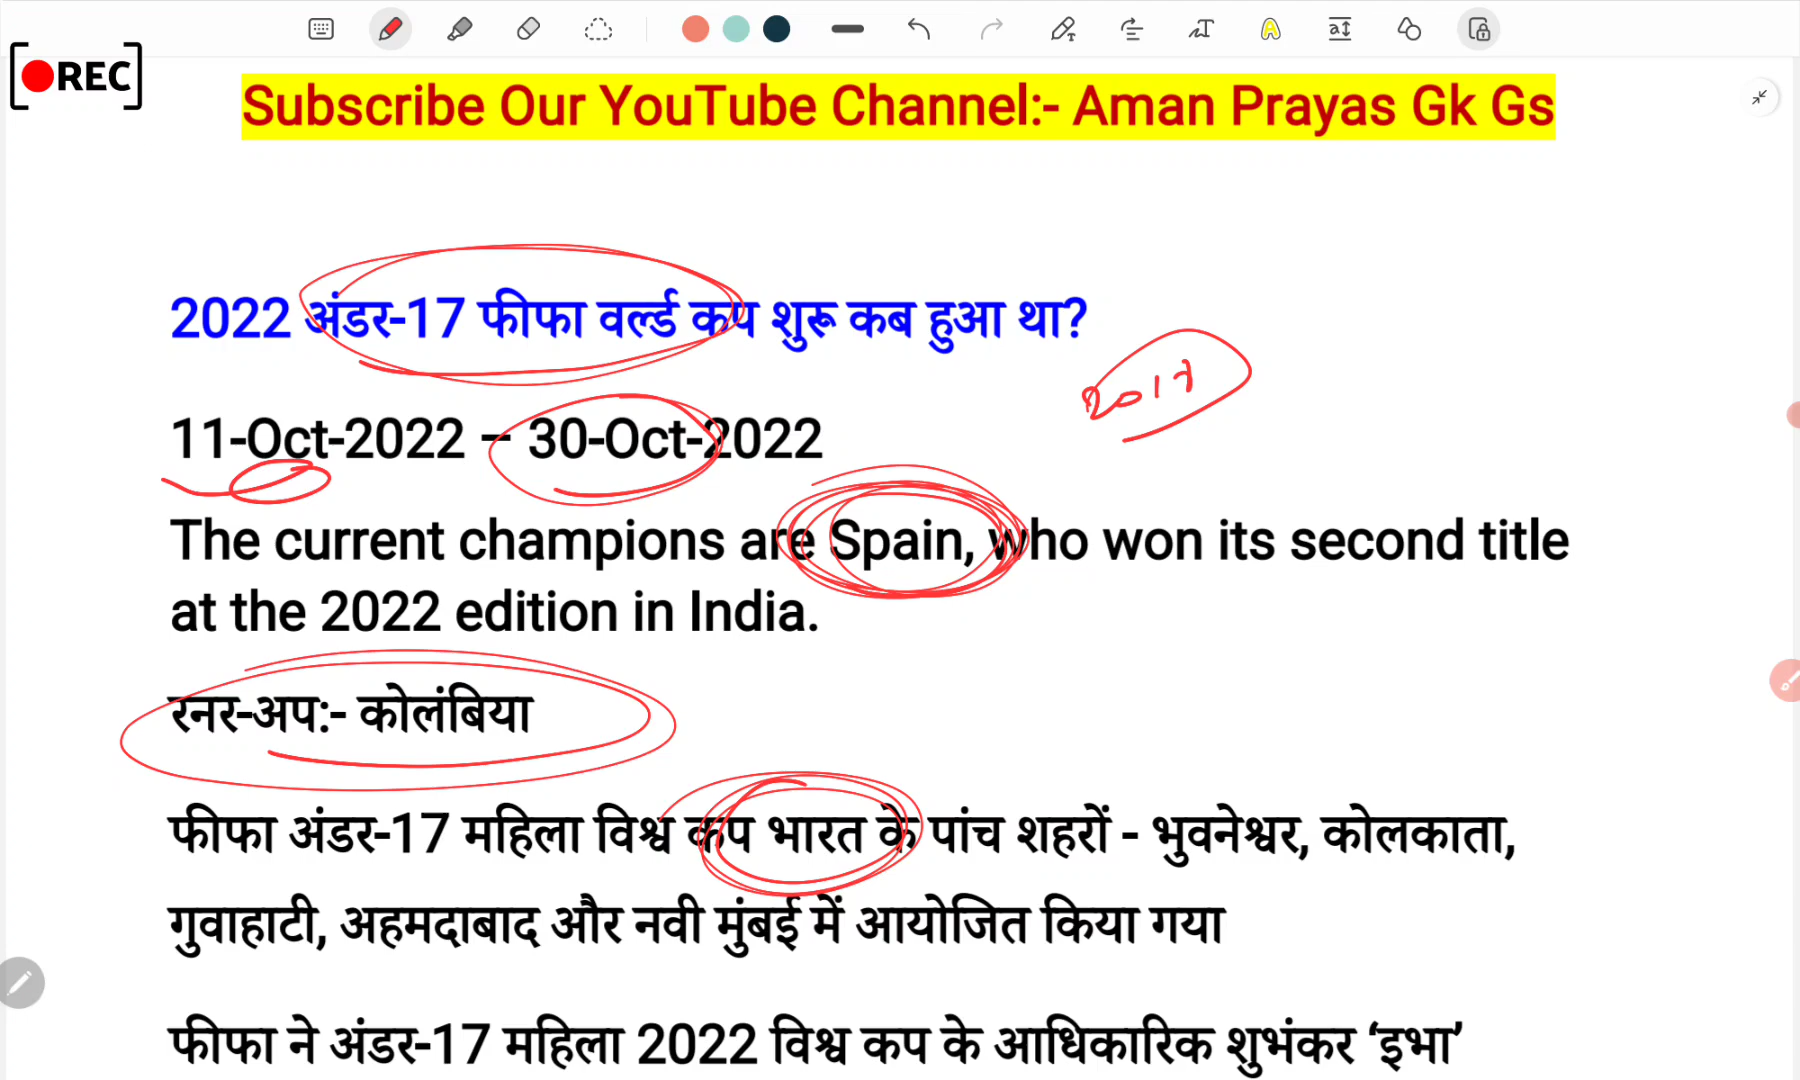 REC
Subscribe Our YouTube Channel:- Aman Prayas Gk Gs
2022 अंडर-17 फीफा वर्ल्ड कप शुरू कब हुआ था?
2017
11-Oct-2022 – 30-Oct-2022
The current champions are Spain, who won its second title
at the 2022 edition in India.
रनर-अप:- कोलंबिया
फीफा अंडर-17 महिला विश्व कप भारत के पांच शहरों - भुवनेश्वर, कोलकाता,
गुवाहाटी, अहमदाबाद और नवी मुंबई में आयोजित किया गया
फीफा ने अंडर-17 महिला 2022 विश्व कप के आधिकारिक शुभंकर ‘इभा’